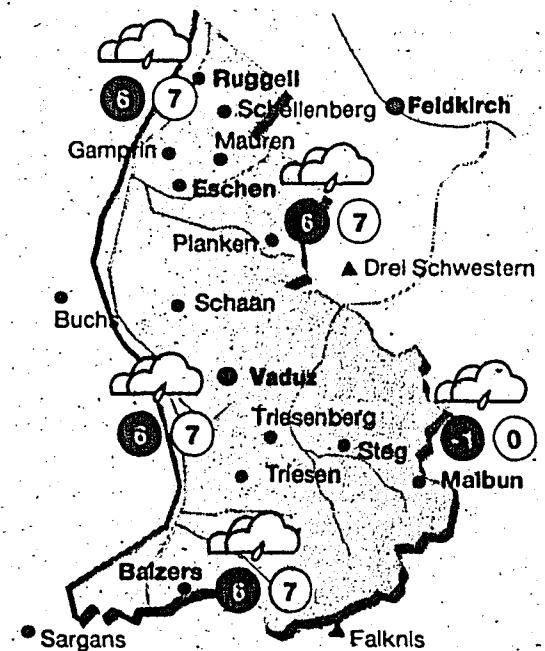 Ruggell
6 7
Schellenberg
Feldkirch
Mauren
Gamprin
Eschen
6 7
Planken
Drei Schwestern
Schaan
Buchs
Vaduz
6 7
Triesenberg
0
Steg
Triesen
Malbun
Balzers
6 7
Sargans
Falknis